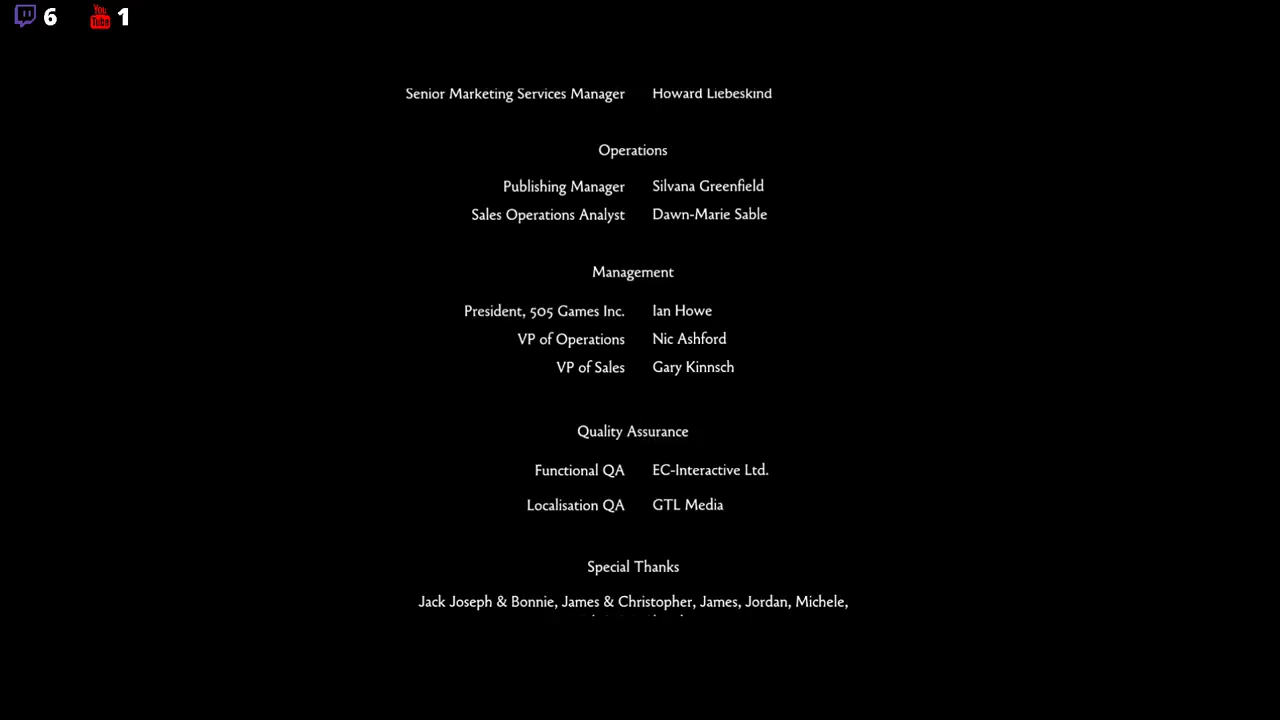 6 You Tube 1
Senior Marketing Services Manager Howard Liebeskind
Operations
Publishing Manager Silvana Greenfield
Sales Operations Analyst Dawn-Marie Sable
Management
President, 505 Games Inc. Ian Howe
VP of Operations Nic Ashford
VP of Sales Gary Kinnsch
Quality Assurance
Functional QA EC-Interactive Ltd.
Localisation QA GTL Media
Special Thanks
Jack Joseph & Bonnie, James & Christopher, James, Jordan, Michele,